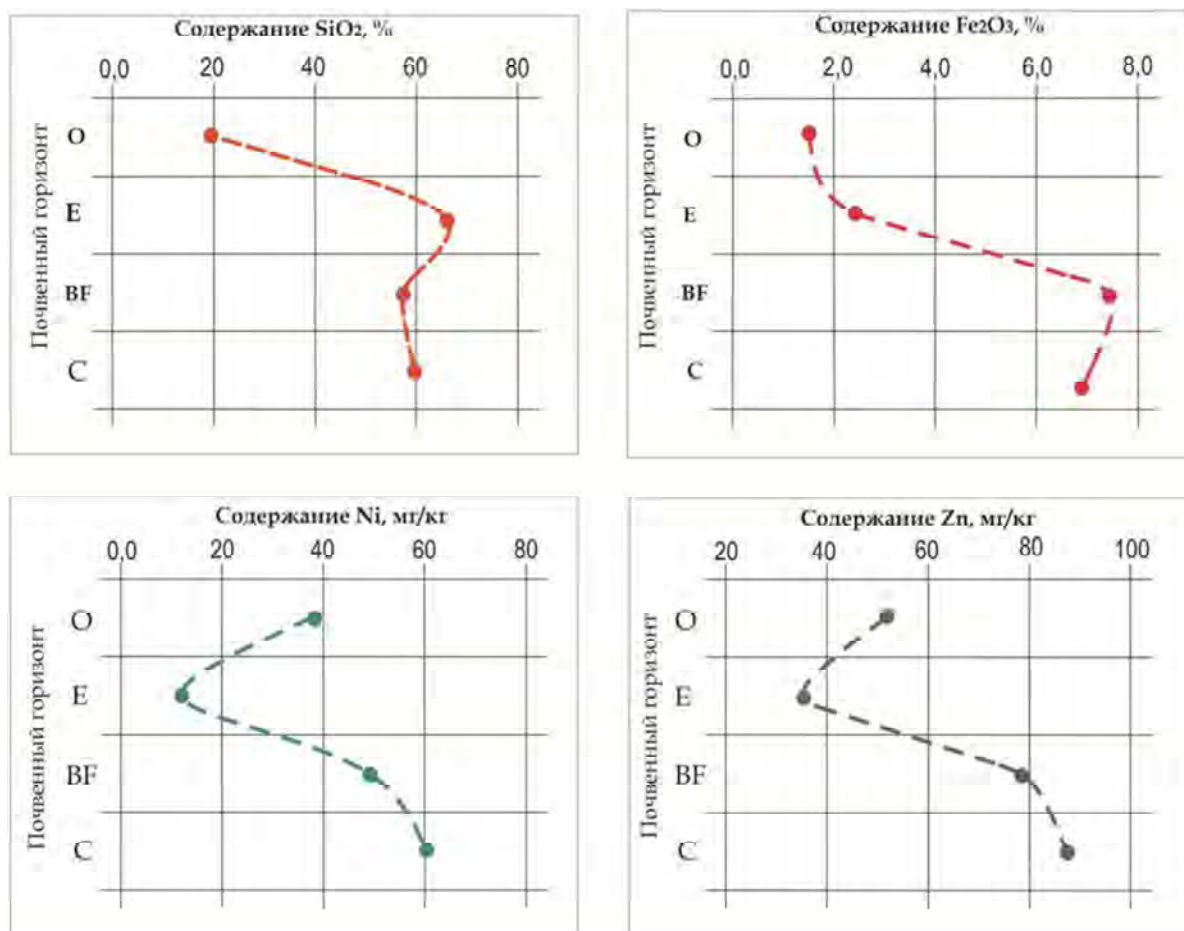 Содержание SiO2, %
0,0 20 40 60 80
Почвенный горизонт
O
E
BF
C
Содержание Fe2O3, %
0,0 2,0 4,0 6,0 8,0
Почвенный горизонт
O
E
BF
C
Содержание Ni, мг/кг
0,0 20 40 60 80
Почвенный горизонт
O
E
BF
C
Содержание Zn, мг/кг
20 40 60 80 100
Почвенный горизонт
O
E
BF
C